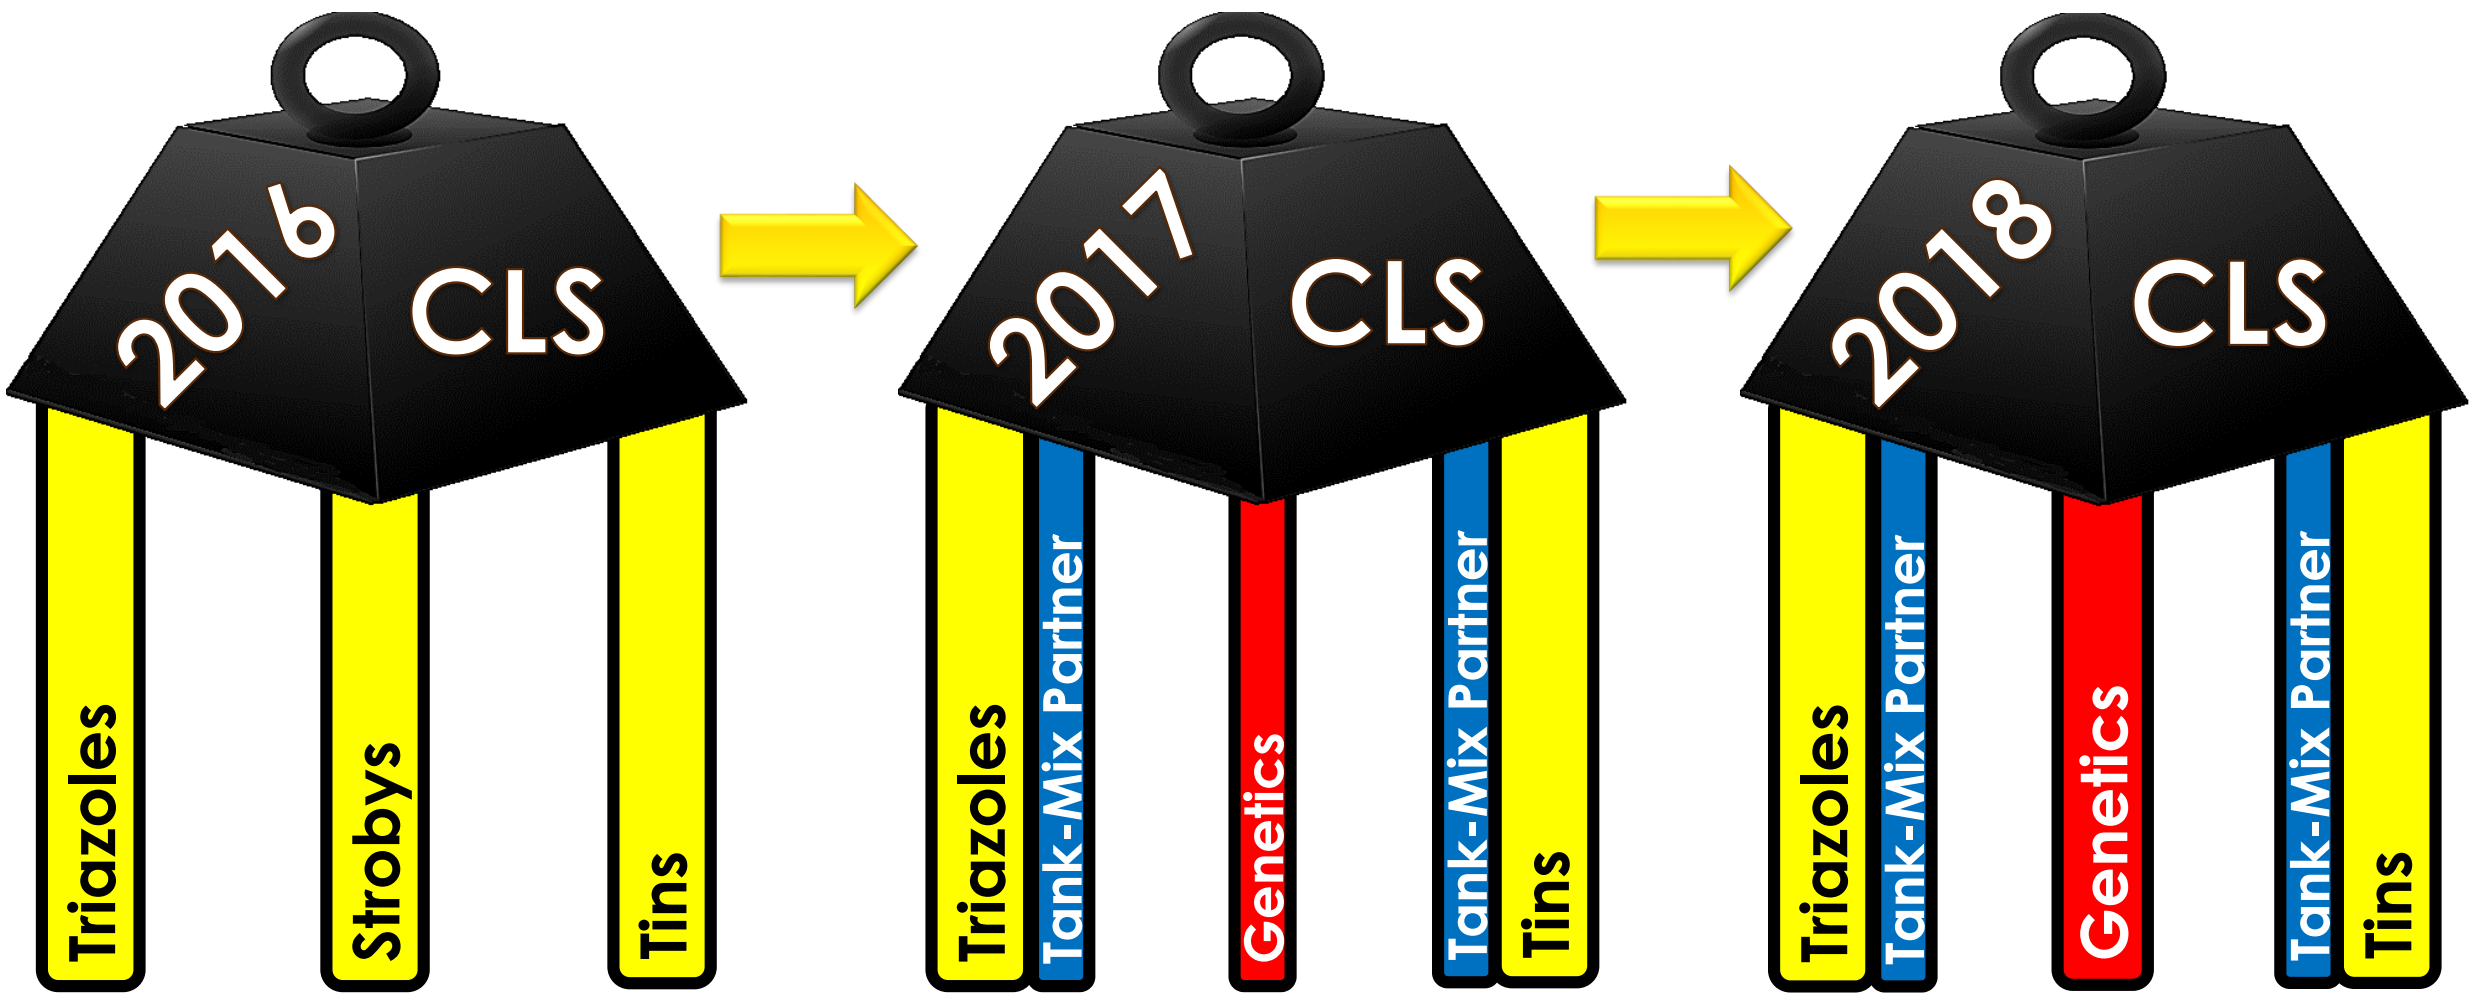 2016
CLS
Triazoles
Strobys
Tins
2017
CLS
Triazoles
Tank-Mix Partner
Genetics
Tank-Mix Partner
Tins
2018
CLS
Triazoles
Tank-Mix Partner
Genetics
Tank-Mix Partner
Tins